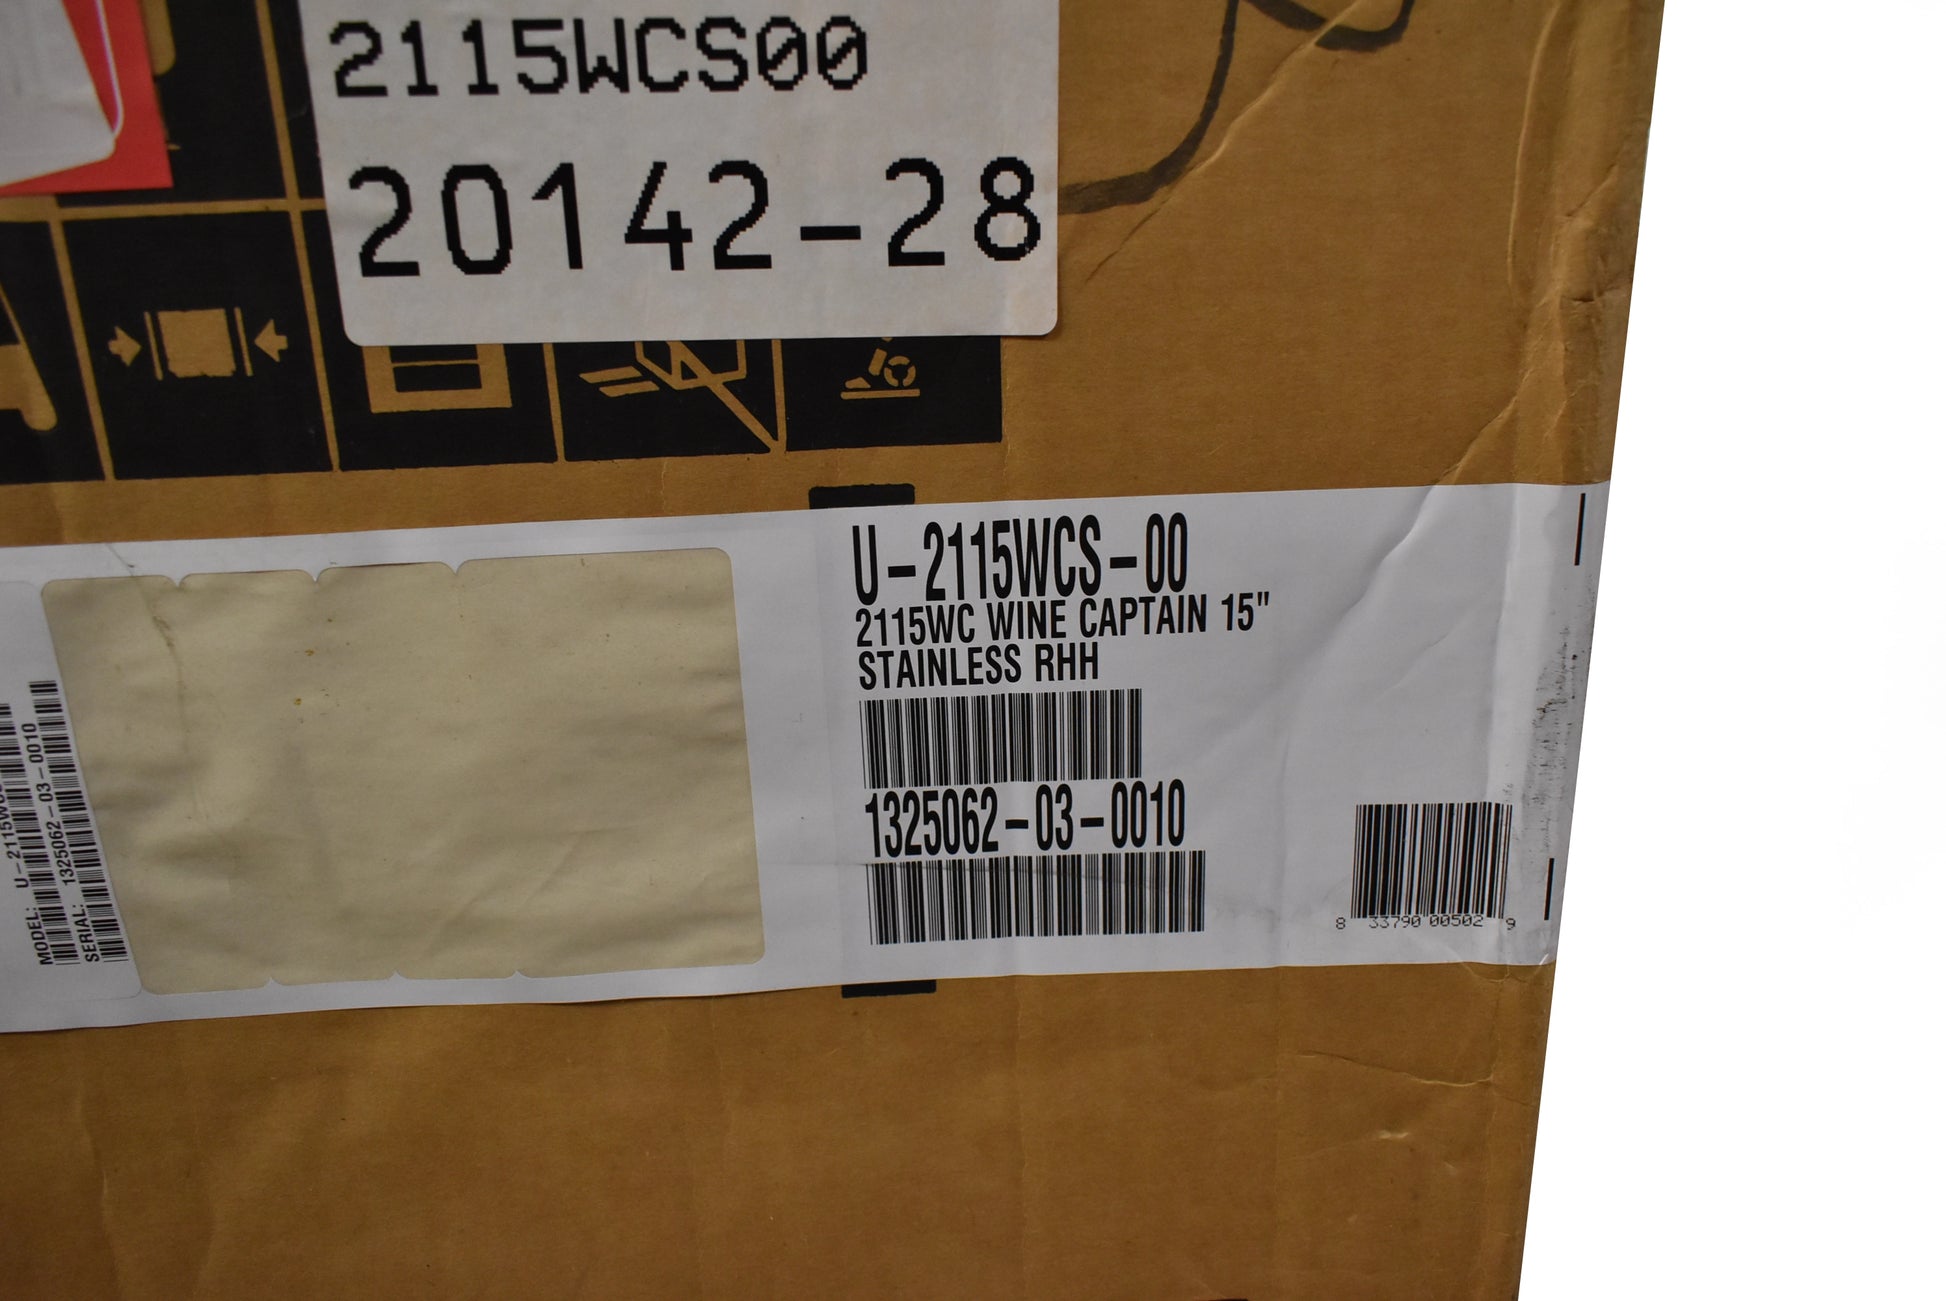 2115WCS00
20142-28
U-2115WCS-00
2115WC WINE CAPTAIN 15"
STAINLESS RHH
1325062-03-0010
8 33790 00502 9
MODEL: U-2115WCS
SERIAL: 1325062-03-0010